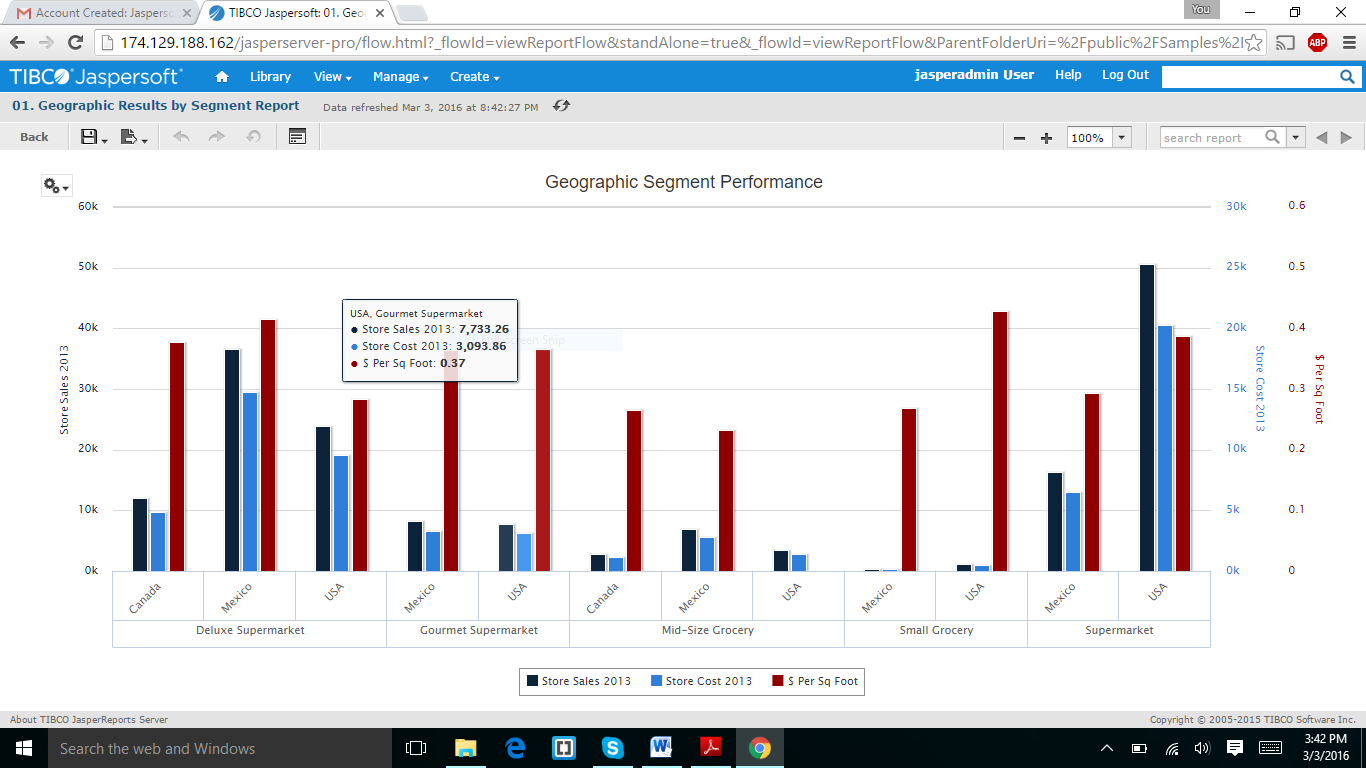 You
Account Created: Jasperso
TIBCO Jaspersoft: 01. Geo
174.129.188.162/jasperserver-pro/flow.html?_flowId=viewReportFlow&standAlone=true&_flowId=viewReportFlow&ParentFolderUri=%2Fpublic%2FSamples%2
ABP
TIBCO Jaspersoft®
Library View Manage Create
jasperadmin User Help Log Out
01. Geographic Results by Segment Report
Data refreshed Mar 3, 2016 at 8:42:27 PM
Back
100%
search report
Geographic Segment Performance
60k
50k
40k
30k
20k
10k
0k
Store Sales 2013
30k
25k
20k
15k
10k
5k
0k
Store Cost 2013
0.6
0.5
0.4
0.3
0.2
0.1
0
$ Per Sq Foot
USA, Gourmet Supermarket
Store Sales 2013: 7,733.26
Store Cost 2013: 3,093.86
$ Per Sq Foot: 0.37
Snip
Canada Mexico USA Mexico USA Canada Mexico USA Mexico USA Mexico USA
Deluxe Supermarket Gourmet Supermarket Mid-Size Grocery Small Grocery Supermarket
Store Sales 2013 Store Cost 2013 $ Per Sq Foot
About TIBCO JasperReports Server
Copyright © 2005-2015 TIBCO Software Inc.
Search the web and Windows
3:42 PM
3/3/2016